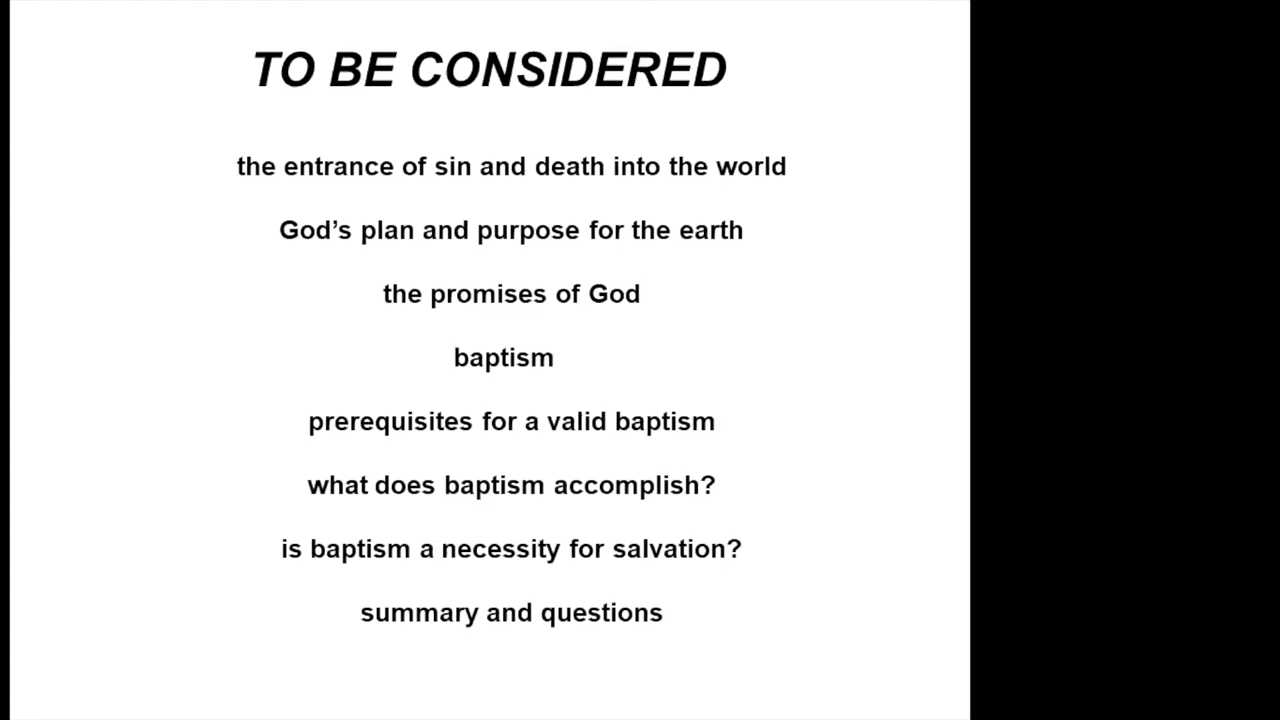 TO BE CONSIDERED
the entrance of sin and death into the world
God’s plan and purpose for the earth
the promises of God
baptism
prerequisites for a valid baptism
what does baptism accomplish?
is baptism a necessity for salvation?
summary and questions